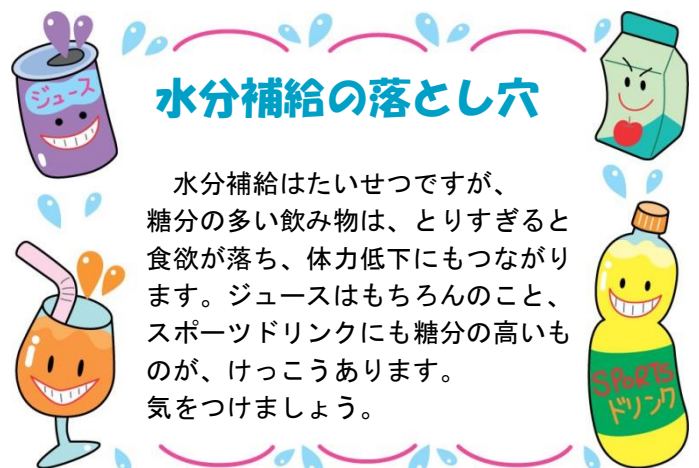 ジュース
水分補給の落とし穴
　水分補給はたいせつですが、
糖分の多い飲み物は、とりすぎると
食欲が落ち、体力低下にもつながり
ます。ジュースはもちろんのこと、
スポーツドリンクにも糖分の高いも
のが、けっこうあります。
気をつけましょう。
SPORTS
ドリンク